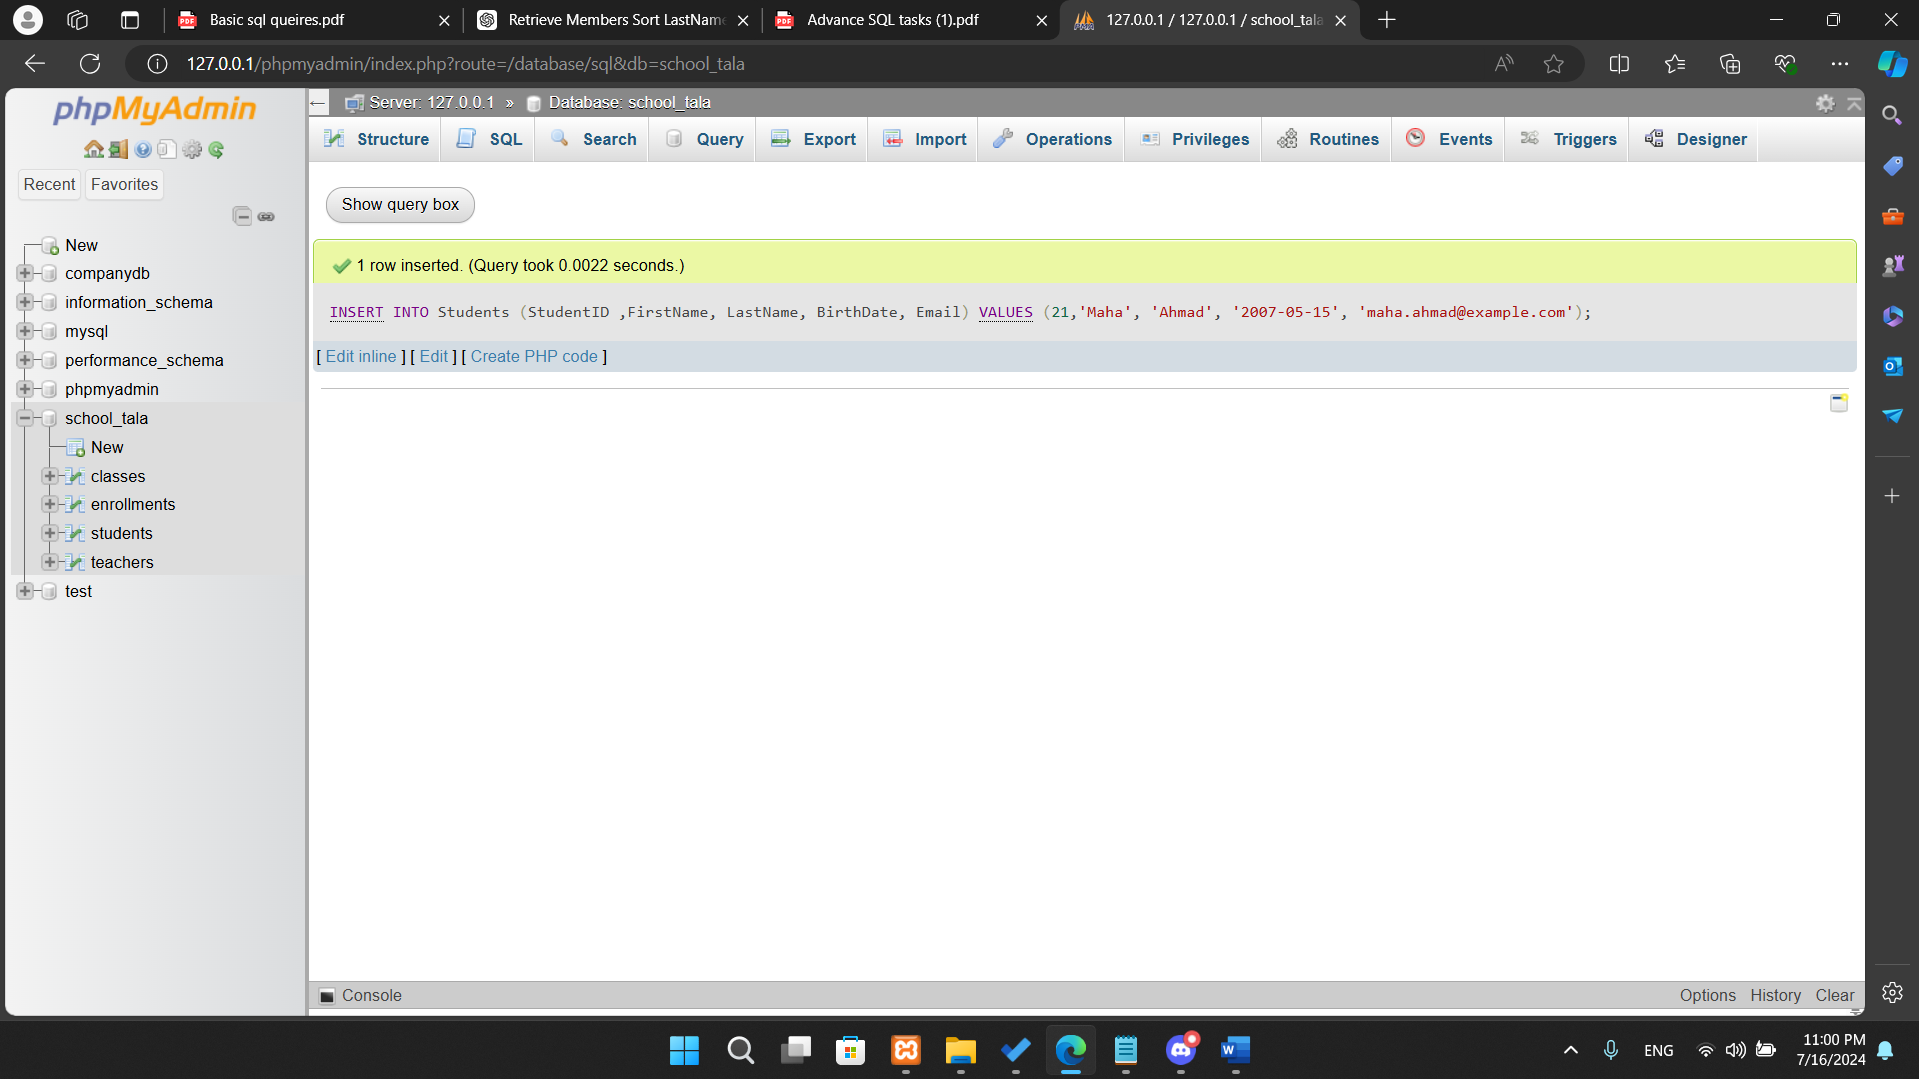 Basic sql queires.pdf
Retrieve Members Sort LastName
Advance SQL tasks (1).pdf
127.0.0.1 / 127.0.0.1 / school_tala
127.0.0.1/phpmyadmin/index.php?route=/database/sql&db=school_tala
phpMyAdmin
Recent Favorites
New
companydb
information_schema
mysql
performance_schema
phpmyadmin
school_tala
New
classes
enrollments
students
teachers
test
Server: 127.0.0.1 » Database: school_tala
Structure SQL Search Query Export Import Operations Privileges Routines Events Triggers Designer
Show query box
1 row inserted. (Query took 0.0022 seconds.)
INSERT INTO Students (StudentID ,FirstName, LastName, BirthDate, Email) VALUES (21,'Maha', 'Ahmad', '2007-05-15', 'maha.ahmad@example.com');
[ Edit inline ] [ Edit ] [ Create PHP code ]
Console
Options History Clear
ENG
11:00 PM
7/16/2024